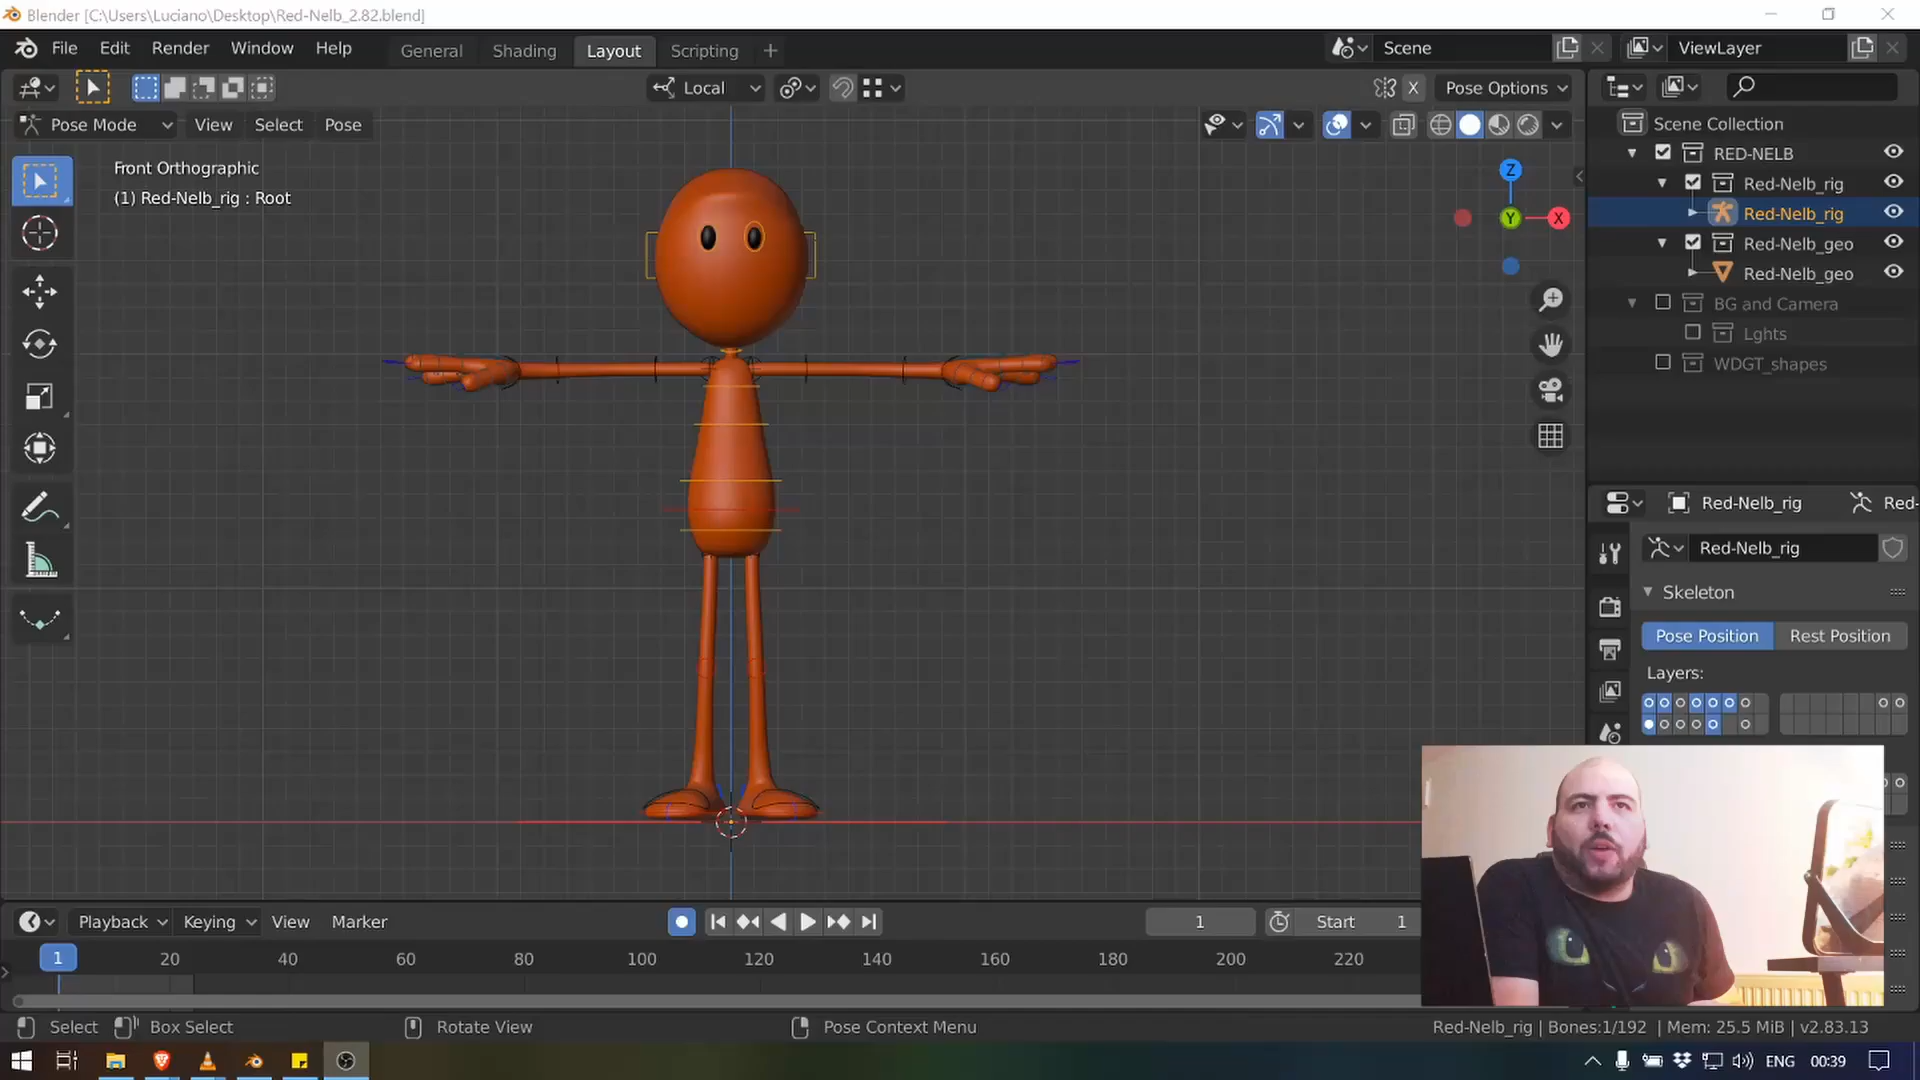 Blender [C:\Users\Luciano\Desktop\Red-Nelb_2.82.blend]
File Edit Render Window Help General Shading Layout Scripting + Scene ViewLayer
Local X Pose Options
Pose Mode View Select Pose
Scene Collection
Front Orthographic
RED-NELB
(1) Red-Nelb_rig : Root
Z
Red-Nelb_rig
Y X Red-Nelb_rig
Red-Nelb_geo
Red-Nelb_geo
BG and Camera
Lghts
WDGT_shapes
Red-Nelb_rig Red-
Red-Nelb_rig
Skeleton
Pose Position Rest Position
Layers:
Playback Keying View Marker 1 Start 1
1 20 40 60 80 100 120 140 160 180 200 220
Select Box Select Rotate View Pose Context Menu Red-Nelb_rig | Bones:1/192 | Mem: 25.5 MiB | v2.83.13
ENG 00:39